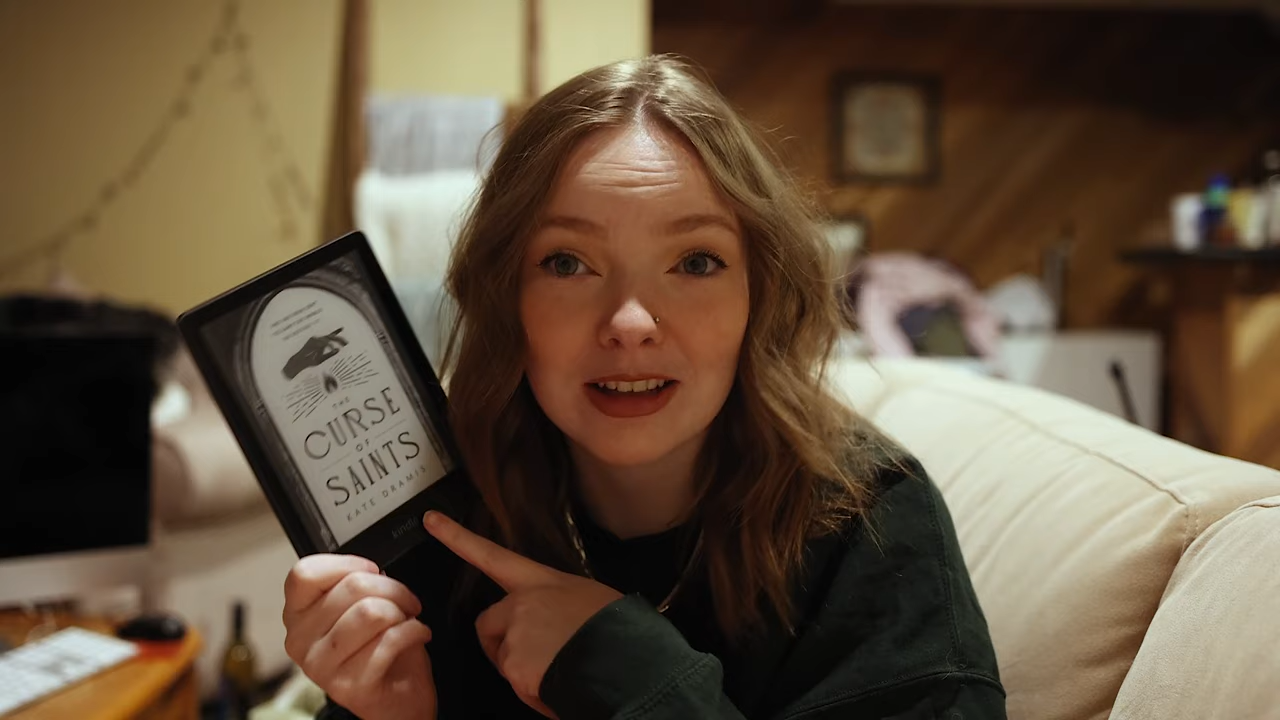 THE
CURSE
OF
SAINTS
KATE DRAMIS
kindle